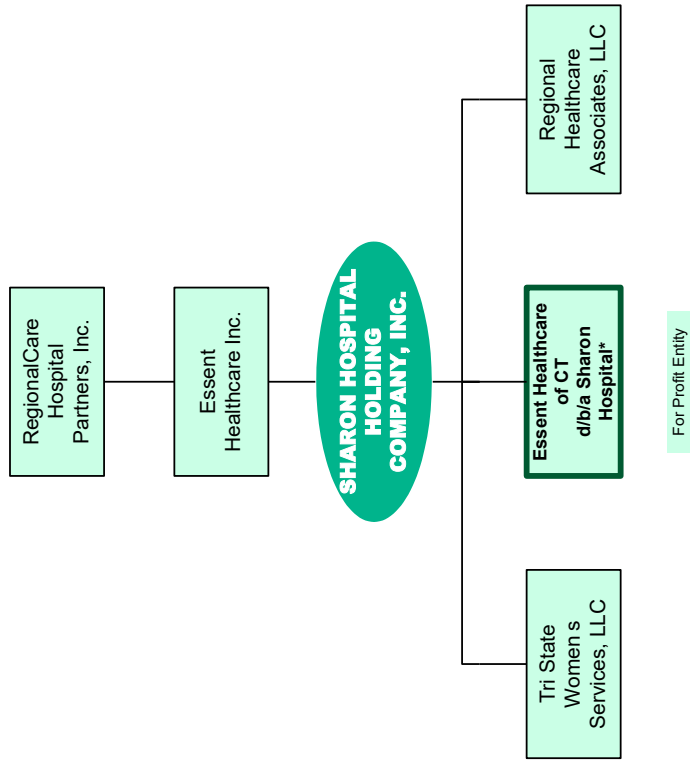 RegionalCare
Hospital
Partners, Inc.
Essent
Healthcare Inc.
SHARON HOSPITAL
HOLDING
COMPANY, INC.
Tri State
Women s
Services, LLC
Essent Healthcare
of CT
d/b/a Sharon
Hospital*
Regional
Healthcare
Associates, LLC
For Profit Entity